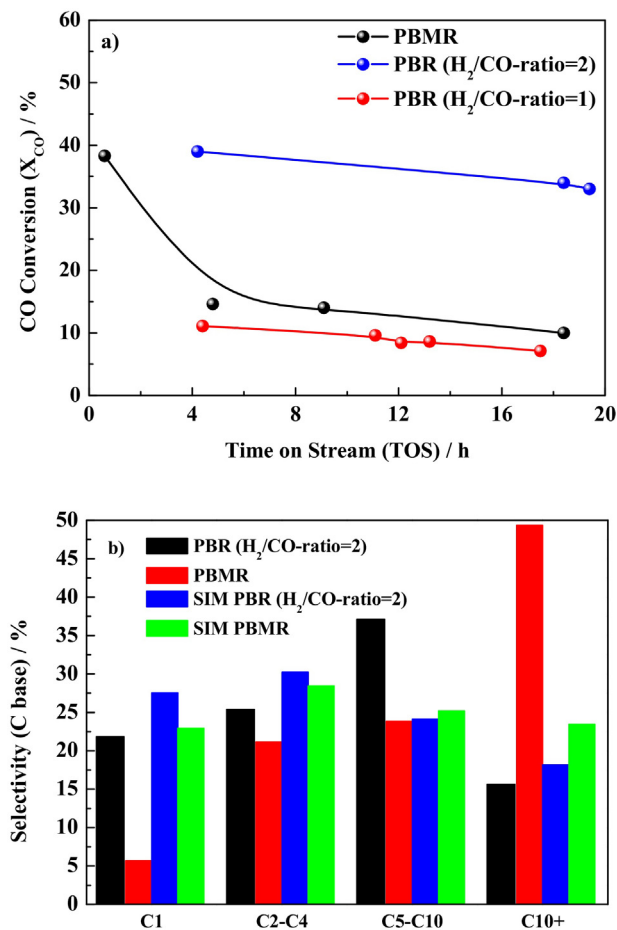 a)
PBMR
PBR (H₂/CO-ratio=2)
PBR (H₂/CO-ratio=1)
CO Conversion (X_CO) / %
60
50
40
30
20
10
0
0 4 8 12 16 20
Time on Stream (TOS) / h
b)
PBR (H₂/CO-ratio=2)
PBMR
SIM PBR (H₂/CO-ratio=2)
SIM PBMR
Selectivity (C base) / %
50
45
40
35
30
25
20
15
10
5
0
C1 C2-C4 C5-C10 C10+